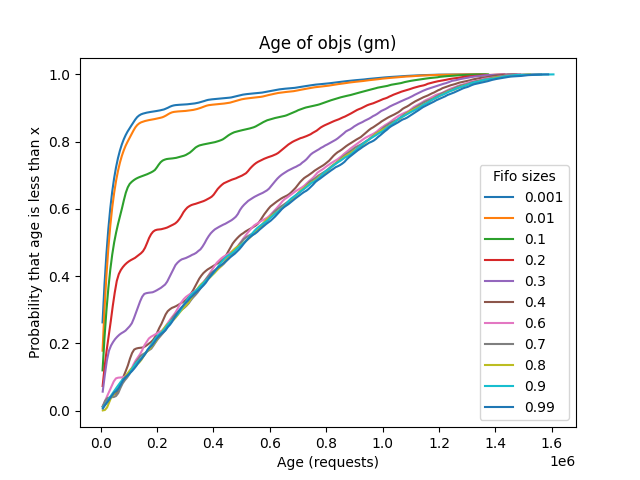 Age of objs (gm)
Probability that age is less than x
1.0
0.8
0.6
0.4
0.2
0.0
Fifo sizes
0.001
0.01
0.1
0.2
0.3
0.4
0.6
0.7
0.8
0.9
0.99
0.0 0.2 0.4 0.6 0.8 1.0 1.2 1.4 1.6
1e6
Age (requests)